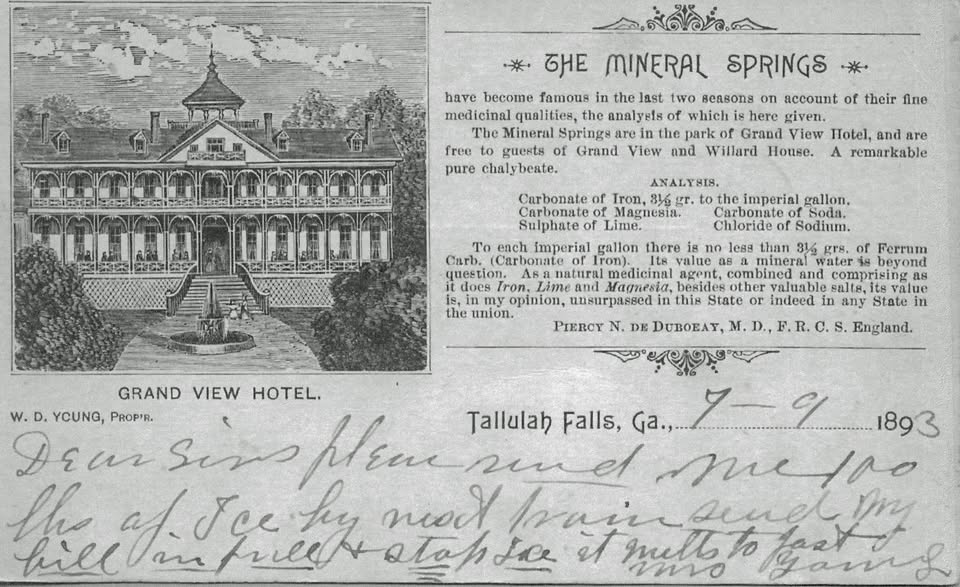 THE MINERAL SPRINGS
have become famous in the last two seasons on account of their fine
medicinal qualities, the analysis of which is here given.
The Mineral Springs are in the park of Grand View Hotel, and are
free to guests of Grand View and Willard House. A remarkable
pure chalybeate.
ANALYSIS.
Carbonate of Iron, 3½ gr. to the imperial gallon.
Carbonate of Magnesia. Carbonate of Soda.
Sulphate of Lime. Chloride of Sodium.
To each imperial gallon there is no less than 3½ grs. of Ferrum
Carb. (Carbonate of Iron). Its value as a mineral water is beyond
question. As a natural medicinal agent, combined and comprising as
it does Iron, Lime and Magnesia, besides other valuable salts, its value
is, in my opinion, unsurpassed in this State or indeed in any State in
the union.
PIERCY N. DE DUBOEAY, M. D., F. R. C. S. England.
GRAND VIEW HOTEL.
W. D. YOUNG, PROP'R.
Tallulah Falls, Ga., 7-9 1893
Dear Sirs pleas send me 100
lbs of Ice by next train send my
bill in full & stop Ice it melts to fast
Mrs Young